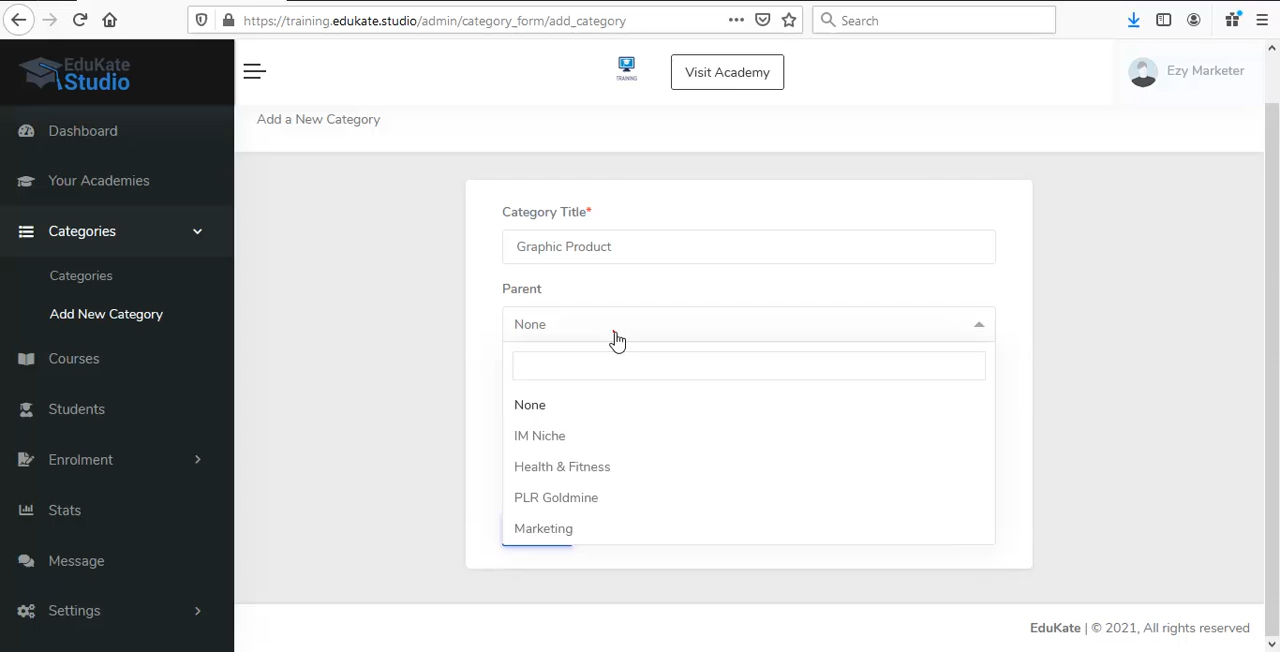 https://training.edukate.studio/admin/category_form/add_category
Search
EduKate
Studio
TRAINING
Visit Academy
Ezy Marketer
Dashboard
Add a New Category
Your Academies
Categories
Categories
Add New Category
Courses
Students
Enrolment
Stats
Message
Settings
Category Title*
Graphic Product
Parent
None
None
IM Niche
Health & Fitness
PLR Goldmine
Marketing
EduKate | © 2021, All rights reserved